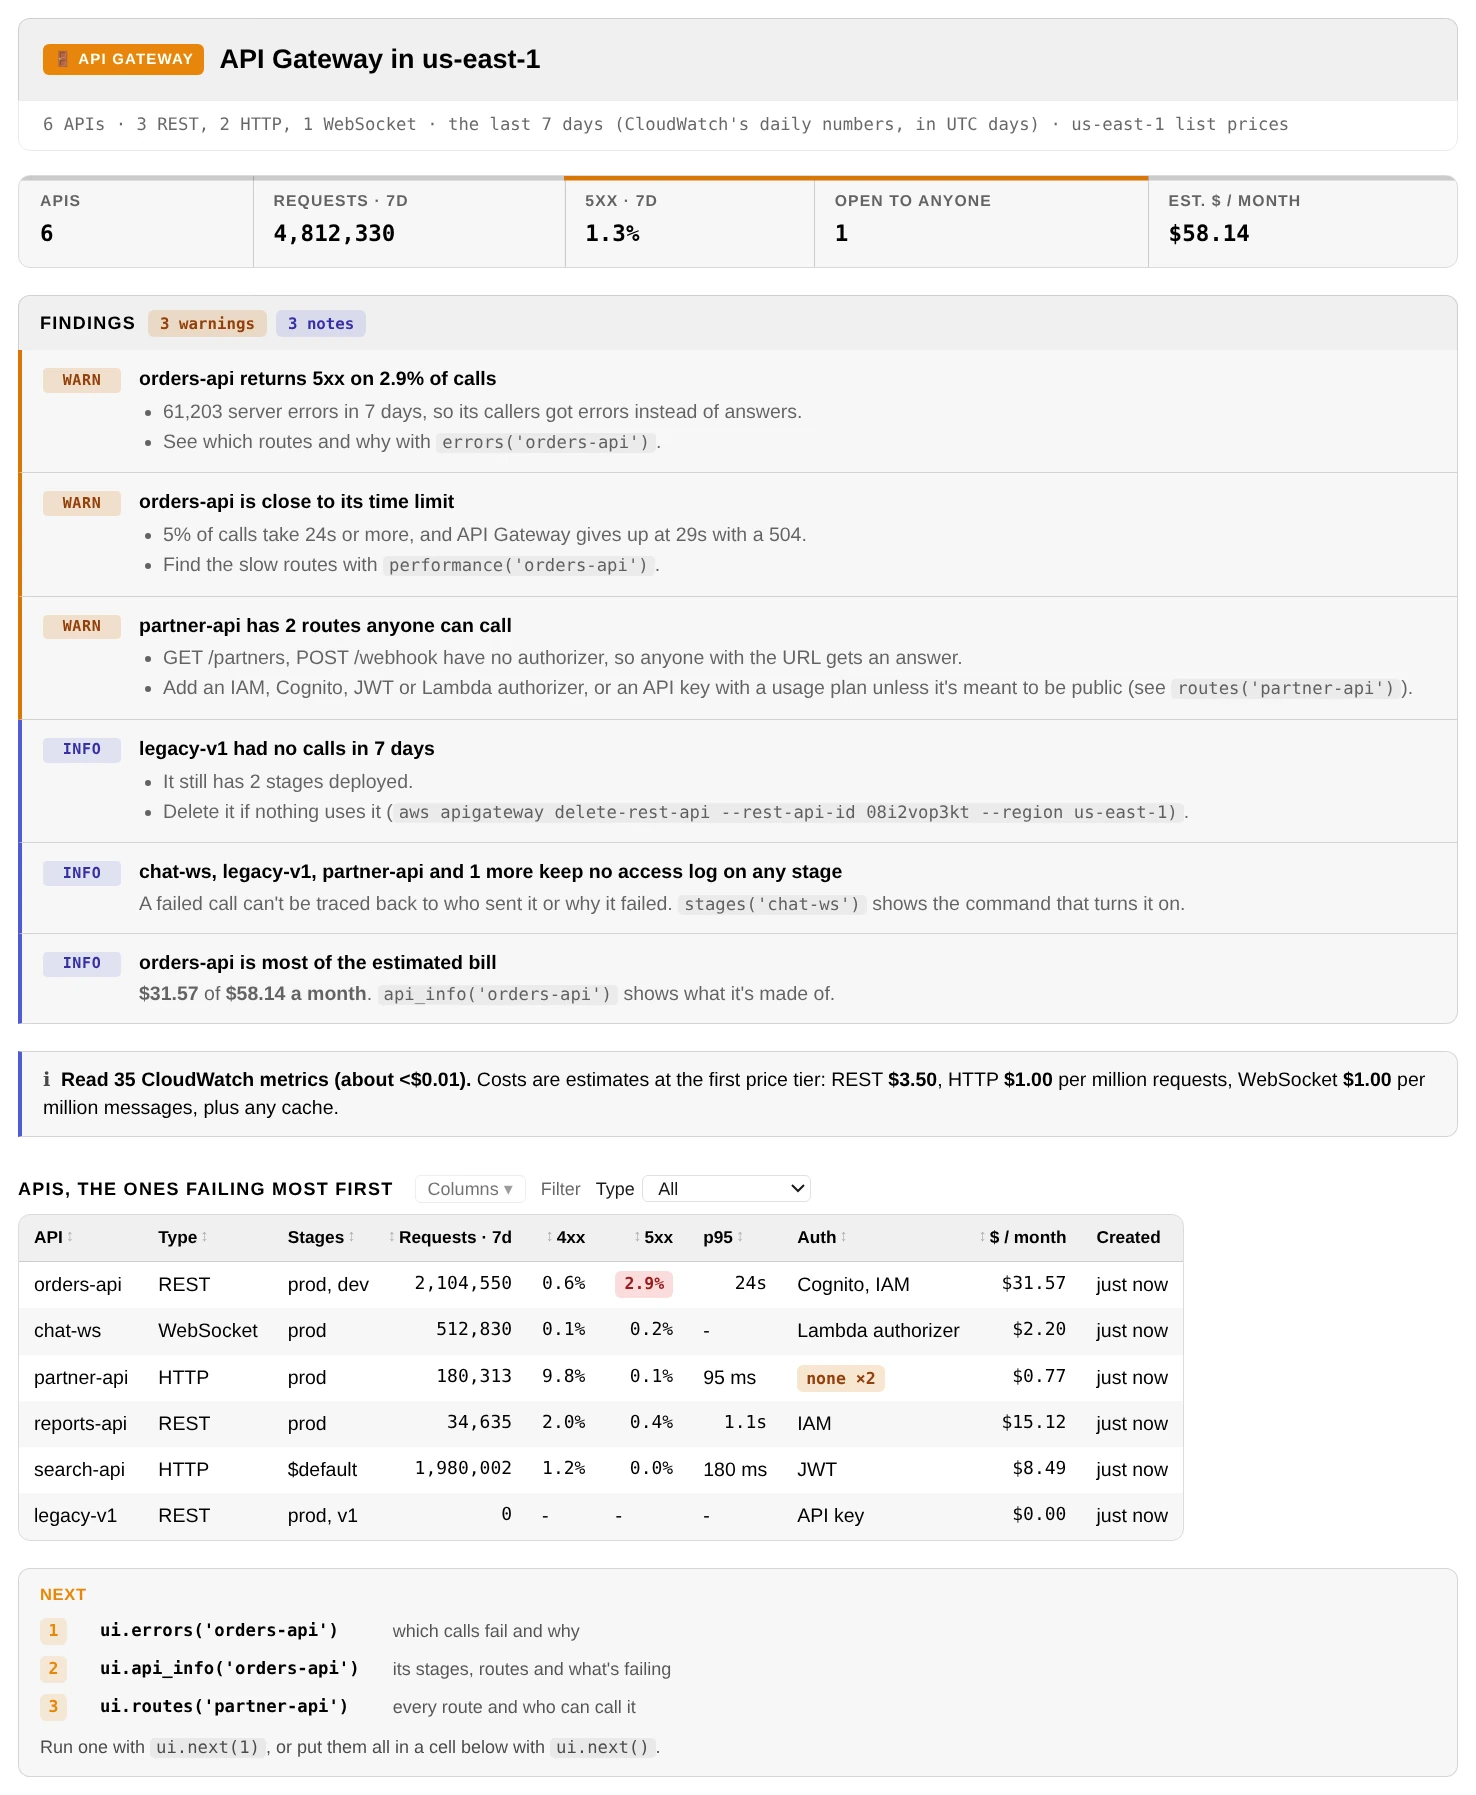 API GATEWAY API Gateway in us-east-1
6 APIs · 3 REST, 2 HTTP, 1 WebSocket · the last 7 days (CloudWatch's daily numbers, in UTC days) · us-east-1 list prices
APIS REQUESTS · 7D 5XX · 7D OPEN TO ANYONE EST. $ / MONTH
6 4,812,330 1.3% 1 $58.14
FINDINGS 3 warnings 3 notes
WARN orders-api returns 5xx on 2.9% of calls
• 61,203 server errors in 7 days, so its callers got errors instead of answers.
• See which routes and why with errors('orders-api').
WARN orders-api is close to its time limit
• 5% of calls take 24s or more, and API Gateway gives up at 29s with a 504.
• Find the slow routes with performance('orders-api').
WARN partner-api has 2 routes anyone can call
• GET /partners, POST /webhook have no authorizer, so anyone with the URL gets an answer.
• Add an IAM, Cognito, JWT or Lambda authorizer, or an API key with a usage plan unless it's meant to be public (see routes('partner-api')).
INFO legacy-v1 had no calls in 7 days
• It still has 2 stages deployed.
• Delete it if nothing uses it (aws apigateway delete-rest-api --rest-api-id 08i2vop3kt --region us-east-1).
INFO chat-ws, legacy-v1, partner-api and 1 more keep no access log on any stage
A failed call can't be traced back to who sent it or why it failed. stages('chat-ws') shows the command that turns it on.
INFO orders-api is most of the estimated bill
$31.57 of $58.14 a month. api_info('orders-api') shows what it's made of.
ℹ Read 35 CloudWatch metrics (about <$0.01). Costs are estimates at the first price tier: REST $3.50, HTTP $1.00 per million requests, WebSocket $1.00 per
million messages, plus any cache.
APIS, THE ONES FAILING MOST FIRST Columns ▾ Filter Type All
API ↕ Type ↕ Stages ↕ ↕ Requests · 7d ↕ 4xx ↕ 5xx p95 ↕ Auth ↕ ↕ $ / month Created
orders-api REST prod, dev 2,104,550 0.6% 2.9% 24s Cognito, IAM $31.57 just now
chat-ws WebSocket prod 512,830 0.1% 0.2% - Lambda authorizer $2.20 just now
partner-api HTTP prod 180,313 9.8% 0.1% 95 ms none ×2 $0.77 just now
reports-api REST prod 34,635 2.0% 0.4% 1.1s IAM $15.12 just now
search-api HTTP $default 1,980,002 1.2% 0.0% 180 ms JWT $8.49 just now
legacy-v1 REST prod, v1 0 - - - API key $0.00 just now
NEXT
1 ui.errors('orders-api') which calls fail and why
2 ui.api_info('orders-api') its stages, routes and what's failing
3 ui.routes('partner-api') every route and who can call it
Run one with ui.next(1), or put them all in a cell below with ui.next().